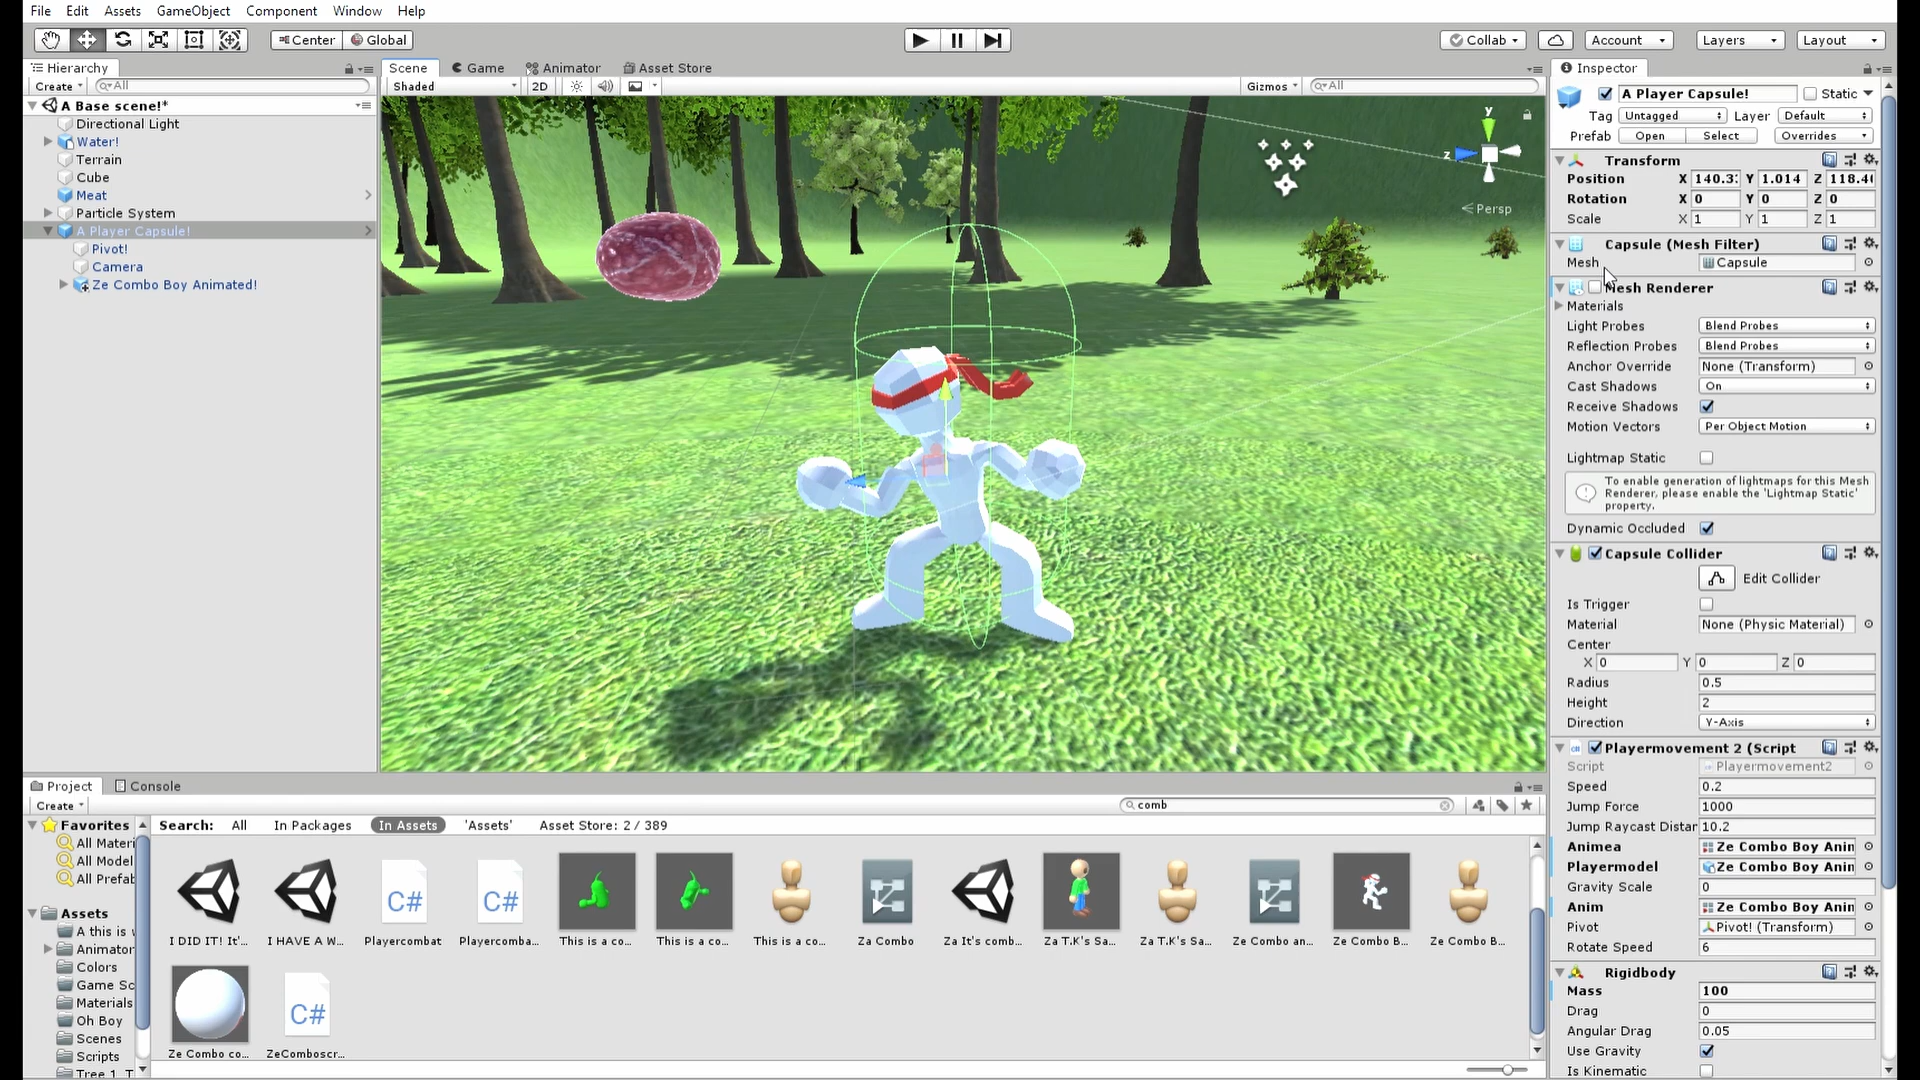 File Edit Assets GameObject Component Window Help
Center Global
Collab Account Layers Layout
Hierarchy
Create All
A Base scene!*
Directional Light
Water!
Terrain
Cube
Meat
Particle System
A Player Capsule!
Pivot!
Camera
Ze Combo Boy Animated!
Scene Game Animator Asset Store
Shaded 2D Gizmos All
y
z
Persp
Inspector
A Player Capsule! Static
Tag Untagged Layer Default
Prefab Open Select Overrides
Transform
Position X 140.3 Y 1.014 Z 118.4
Rotation X 0 Y 0 Z 0
Scale X 1 Y 1 Z 1
Capsule (Mesh Filter)
Mesh Capsule
Mesh Renderer
Materials
Light Probes Blend Probes
Reflection Probes Blend Probes
Anchor Override None (Transform)
Cast Shadows On
Receive Shadows
Motion Vectors Per Object Motion
Lightmap Static
To enable generation of lightmaps for this Mesh
Renderer, please enable the 'Lightmap Static'
property.
Dynamic Occluded
Capsule Collider
Edit Collider
Is Trigger
Material None (Physic Material)
Center
X 0 Y 0 Z 0
Radius 0.5
Height 2
Direction Y-Axis
Playermovement 2 (Script
Script Playermovement2
Speed 0.2
Jump Force 1000
Jump Raycast Distar 10.2
Animea Ze Combo Boy Anin
Playermodel Ze Combo Boy Anin
Gravity Scale 0
Anim Ze Combo Boy Anin
Pivot Pivot! (Transform)
Rotate Speed 6
Rigidbody
Mass 100
Drag 0
Angular Drag 0.05
Use Gravity
Is Kinematic
Project Console
Create comb
Favorites
All Materi
All Model
All Prefab
Assets
A this is
Animator
Colors
Game Sc
Materials
Oh Boy
Scenes
Scripts
Tree 1 T
Search: All In Packages In Assets 'Assets' Asset Store: 2 / 389
C# C#
I DID IT! It'... I HAVE A W... Playercombat Playercomba... This is a co... This is a co... This is a co... Za Combo Za It's comb... Za T.K's Sa... Za T.K's Sa... Ze Combo an... Ze Combo B... Ze Combo B...
C#
Ze Combo co... ZeComboscr...